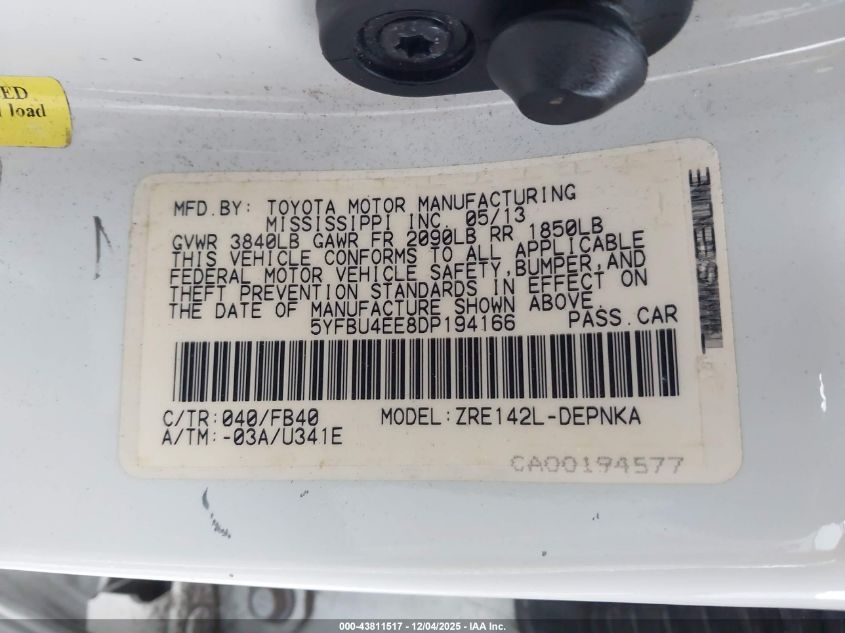 ED
load
MFD.BY: TOYOTA MOTOR MANUFACTURING
MISSISSIPPI INC. 05/13
GVWR 3840LB GAWR FR 2090LB RR 1850LB
THIS VEHICLE CONFORMS TO ALL APPLICABLE
FEDERAL MOTOR VEHICLE SAFETY,BUMPER,AND
THEFT PREVENTION STANDARDS IN EFFECT ON
THE DATE OF MANUFACTURE SHOWN ABOVE.
5YFBU4EE8DP194166 PASS.CAR
C/TR:040/FB40 MODEL:ZRE142L-DEPNKA
A/TM:-03A/U341E
CA00194577
000-43811517 - 12/04/2025 - IAA Inc.